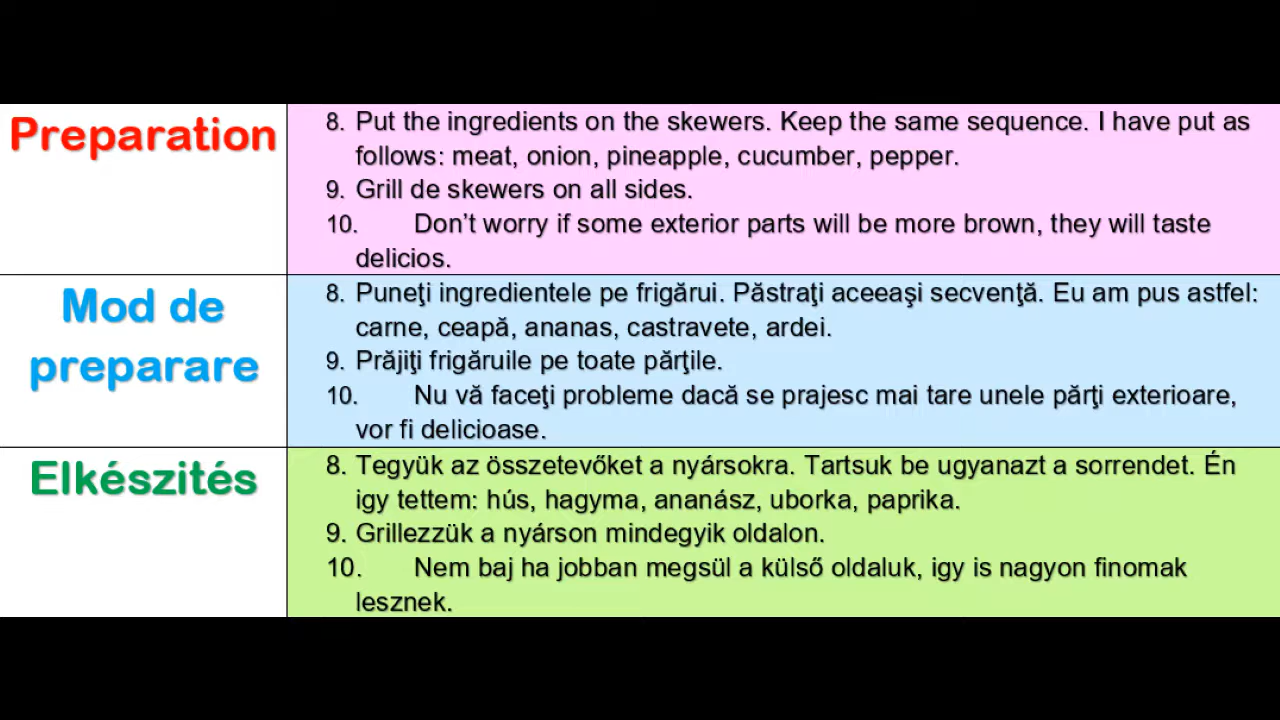 Preparation
8. Put the ingredients on the skewers. Keep the same sequence. I have put as
follows: meat, onion, pineapple, cucumber, pepper.
9. Grill de skewers on all sides.
10. Don’t worry if some exterior parts will be more brown, they will taste
delicios.
Mod de
preparare
8. Puneţi ingredientele pe frigărui. Păstraţi aceeaşi secvenţă. Eu am pus astfel:
carne, ceapă, ananas, castravete, ardei.
9. Prăjiţi frigăruile pe toate părţile.
10. Nu vă faceţi probleme dacă se prajesc mai tare unele părţi exterioare,
vor fi delicioase.
Elkészités
8. Tegyük az összetevőket a nyársokra. Tartsuk be ugyanazt a sorrendet. Én
igy tettem: hús, hagyma, ananász, uborka, paprika.
9. Grillezzük a nyárson mindegyik oldalon.
10. Nem baj ha jobban megsül a külső oldaluk, igy is nagyon finomak
lesznek.